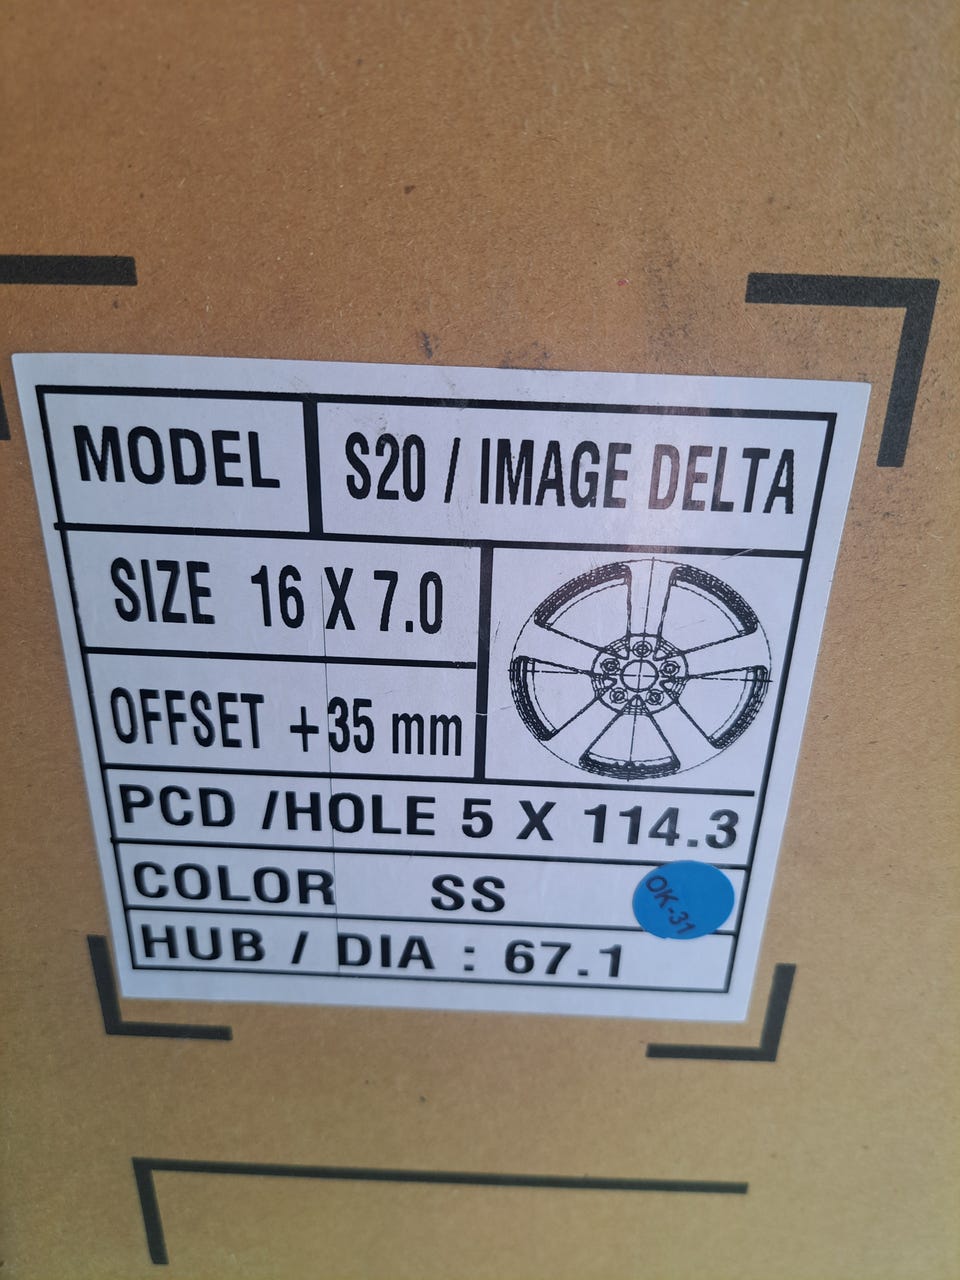 MODEL S20 / IMAGE DELTA
SIZE 16 X 7.0
OFFSET +35 mm
PCD /HOLE 5 X 114.3
COLOR SS
OK-31
HUB / DIA : 67.1